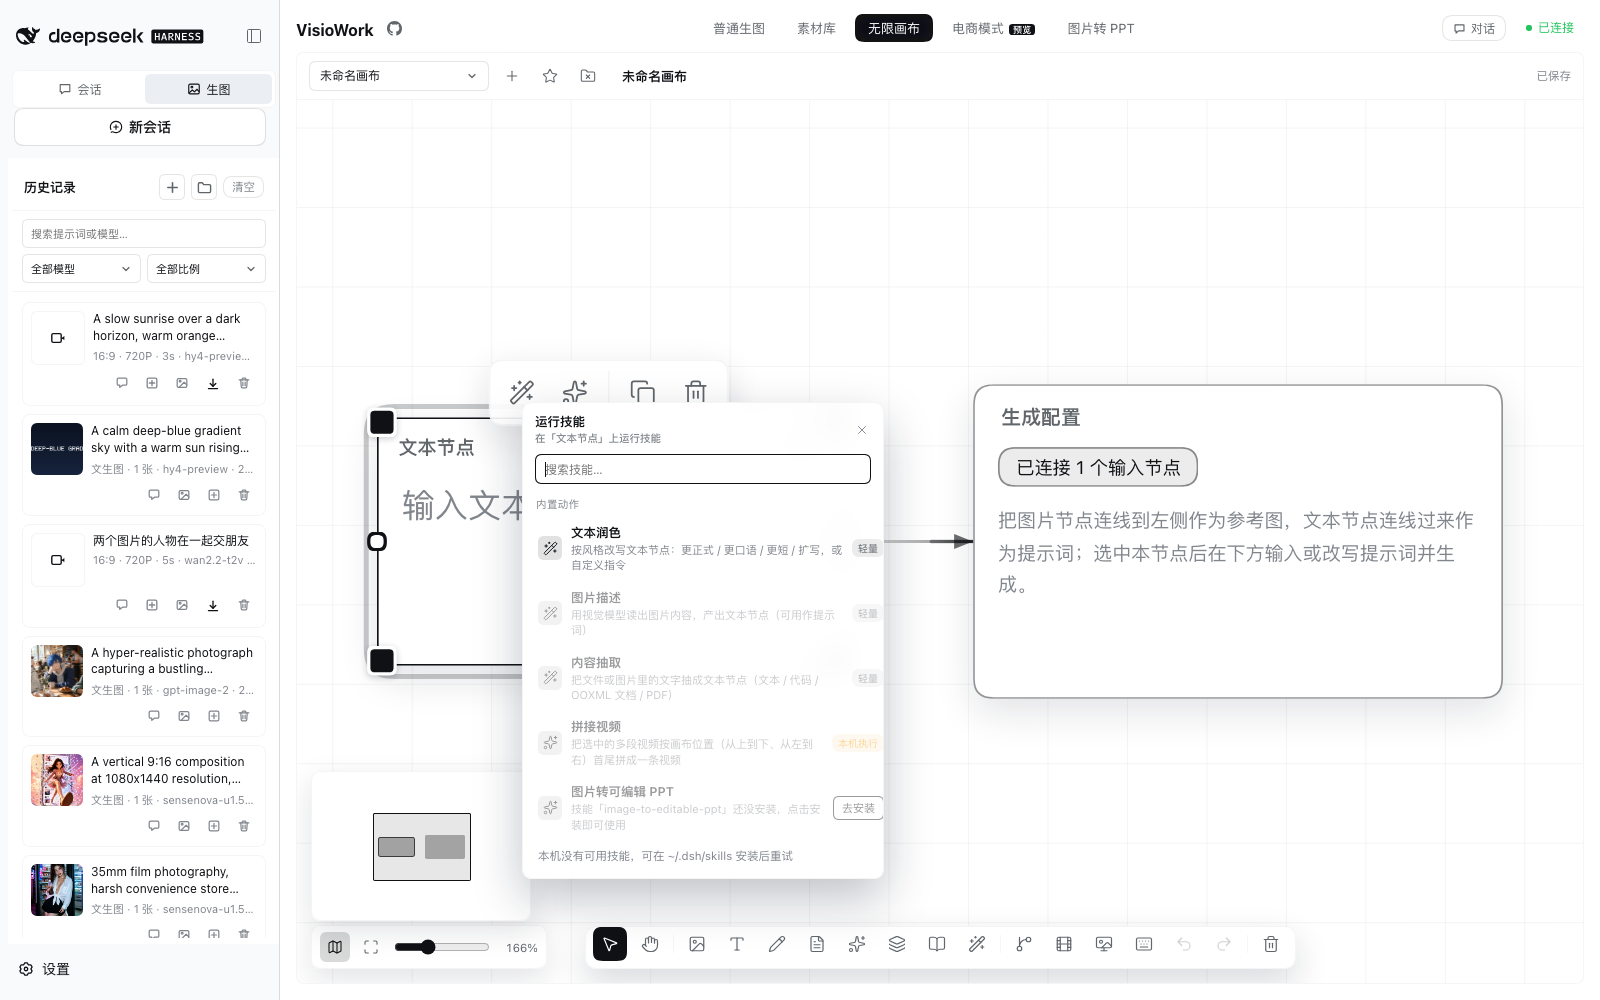 deepseek HARNESS
会话
生图
新会话
历史记录
清空
搜索提示词或模型...
全部模型
全部比例
A slow sunrise over a dark
horizon, warm orange...
16:9 · 720P · 3s · hy4-previe...
A calm deep-blue gradient
sky with a warm sun rising...
文生图 · 1 张 · hy4-preview · 2...
两个图片的人物在一起交朋友
16:9 · 720P · 5s · wan2.2-t2v ...
A hyper-realistic photograph
capturing a bustling...
文生图 · 1 张 · gpt-image-2 · 2...
A vertical 9:16 composition
at 1080x1440 resolution,...
文生图 · 1 张 · sensenova-u1.5...
35mm film photography,
harsh convenience store...
文生图 · 1 张 · sensenova-u1.5...
设置
VisioWork
普通生图
素材库
无限画布
电商模式 预览
图片转 PPT
对话
已连接
未命名画布
未命名画布
已保存
文本节点
输入文本
运行技能
在「文本节点」上运行技能
搜索技能...
内置动作
文本润色
按风格改写文本节点：更正式 / 更口语 / 更短 / 扩写，或
自定义指令
轻量
图片描述
用视觉模型读出图片内容，产出文本节点（可用作提示
词）
轻量
内容抽取
把文件或图片里的文字抽成文本节点（文本 / 代码 /
OOXML 文档 / PDF）
轻量
拼接视频
把选中的多段视频按画布位置（从上到下、从左到
右）首尾拼成一条视频
本机执行
图片转可编辑 PPT
技能「image-to-editable-ppt」还没安装，点击安
装即可使用
去安装
本机没有可用技能，可在 ~/.dsh/skills 安装后重试
生成配置
已连接 1 个输入节点
把图片节点连线到左侧作为参考图，文本节点连线过来作
为提示词；选中本节点后在下方输入或改写提示词并生
成。
166%